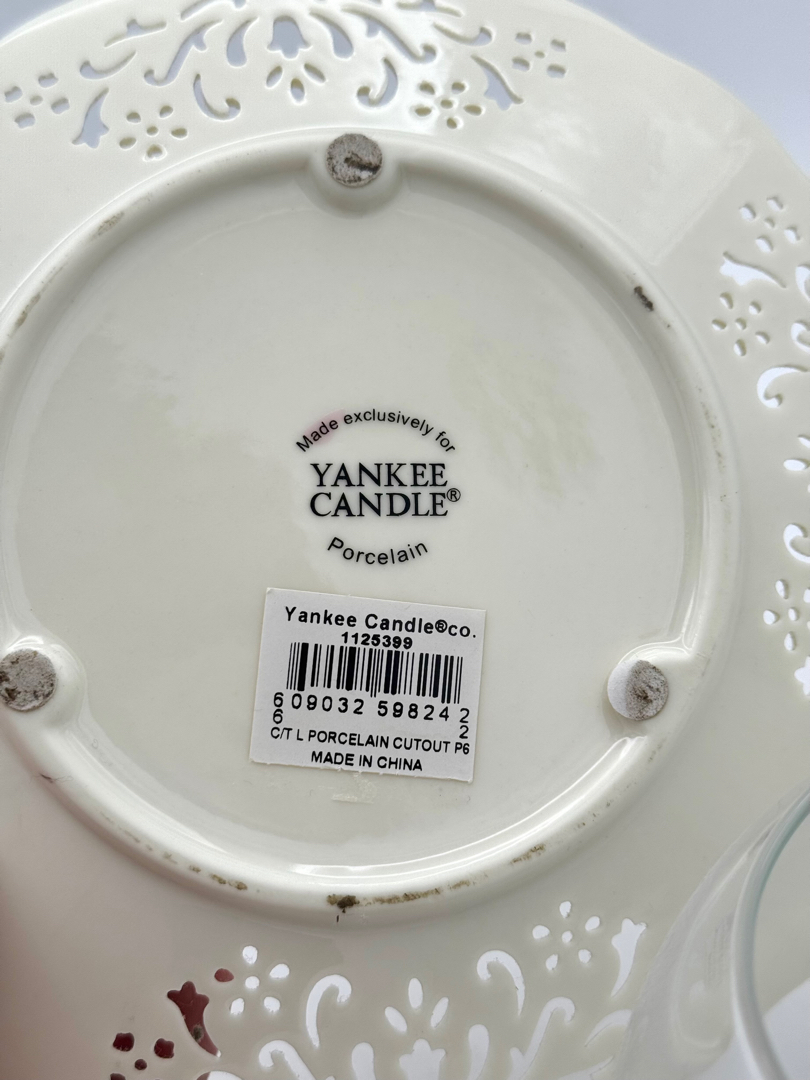 Made exclusively for
YANKEE
CANDLE®
Porcelain
Yankee Candle®co.
1125399
6 09032 59824 2
6 2
C/T L PORCELAIN CUTOUT P6
MADE IN CHINA